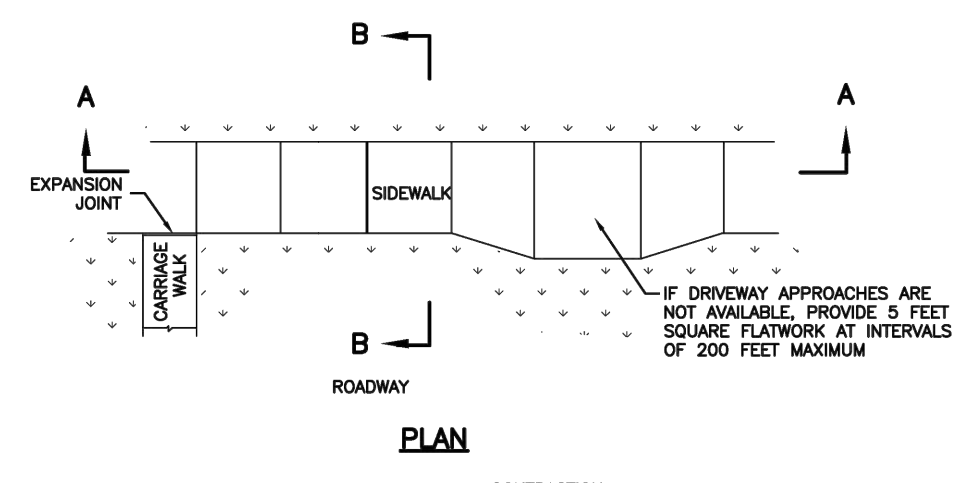 B
A
A
EXPANSION
JOINT
SIDEWALK
CARRIAGE
WALK
IF DRIVEWAY APPROACHES ARE
NOT AVAILABLE, PROVIDE 5 FEET
SQUARE FLATWORK AT INTERVALS
OF 200 FEET MAXIMUM
B
ROADWAY
PLAN